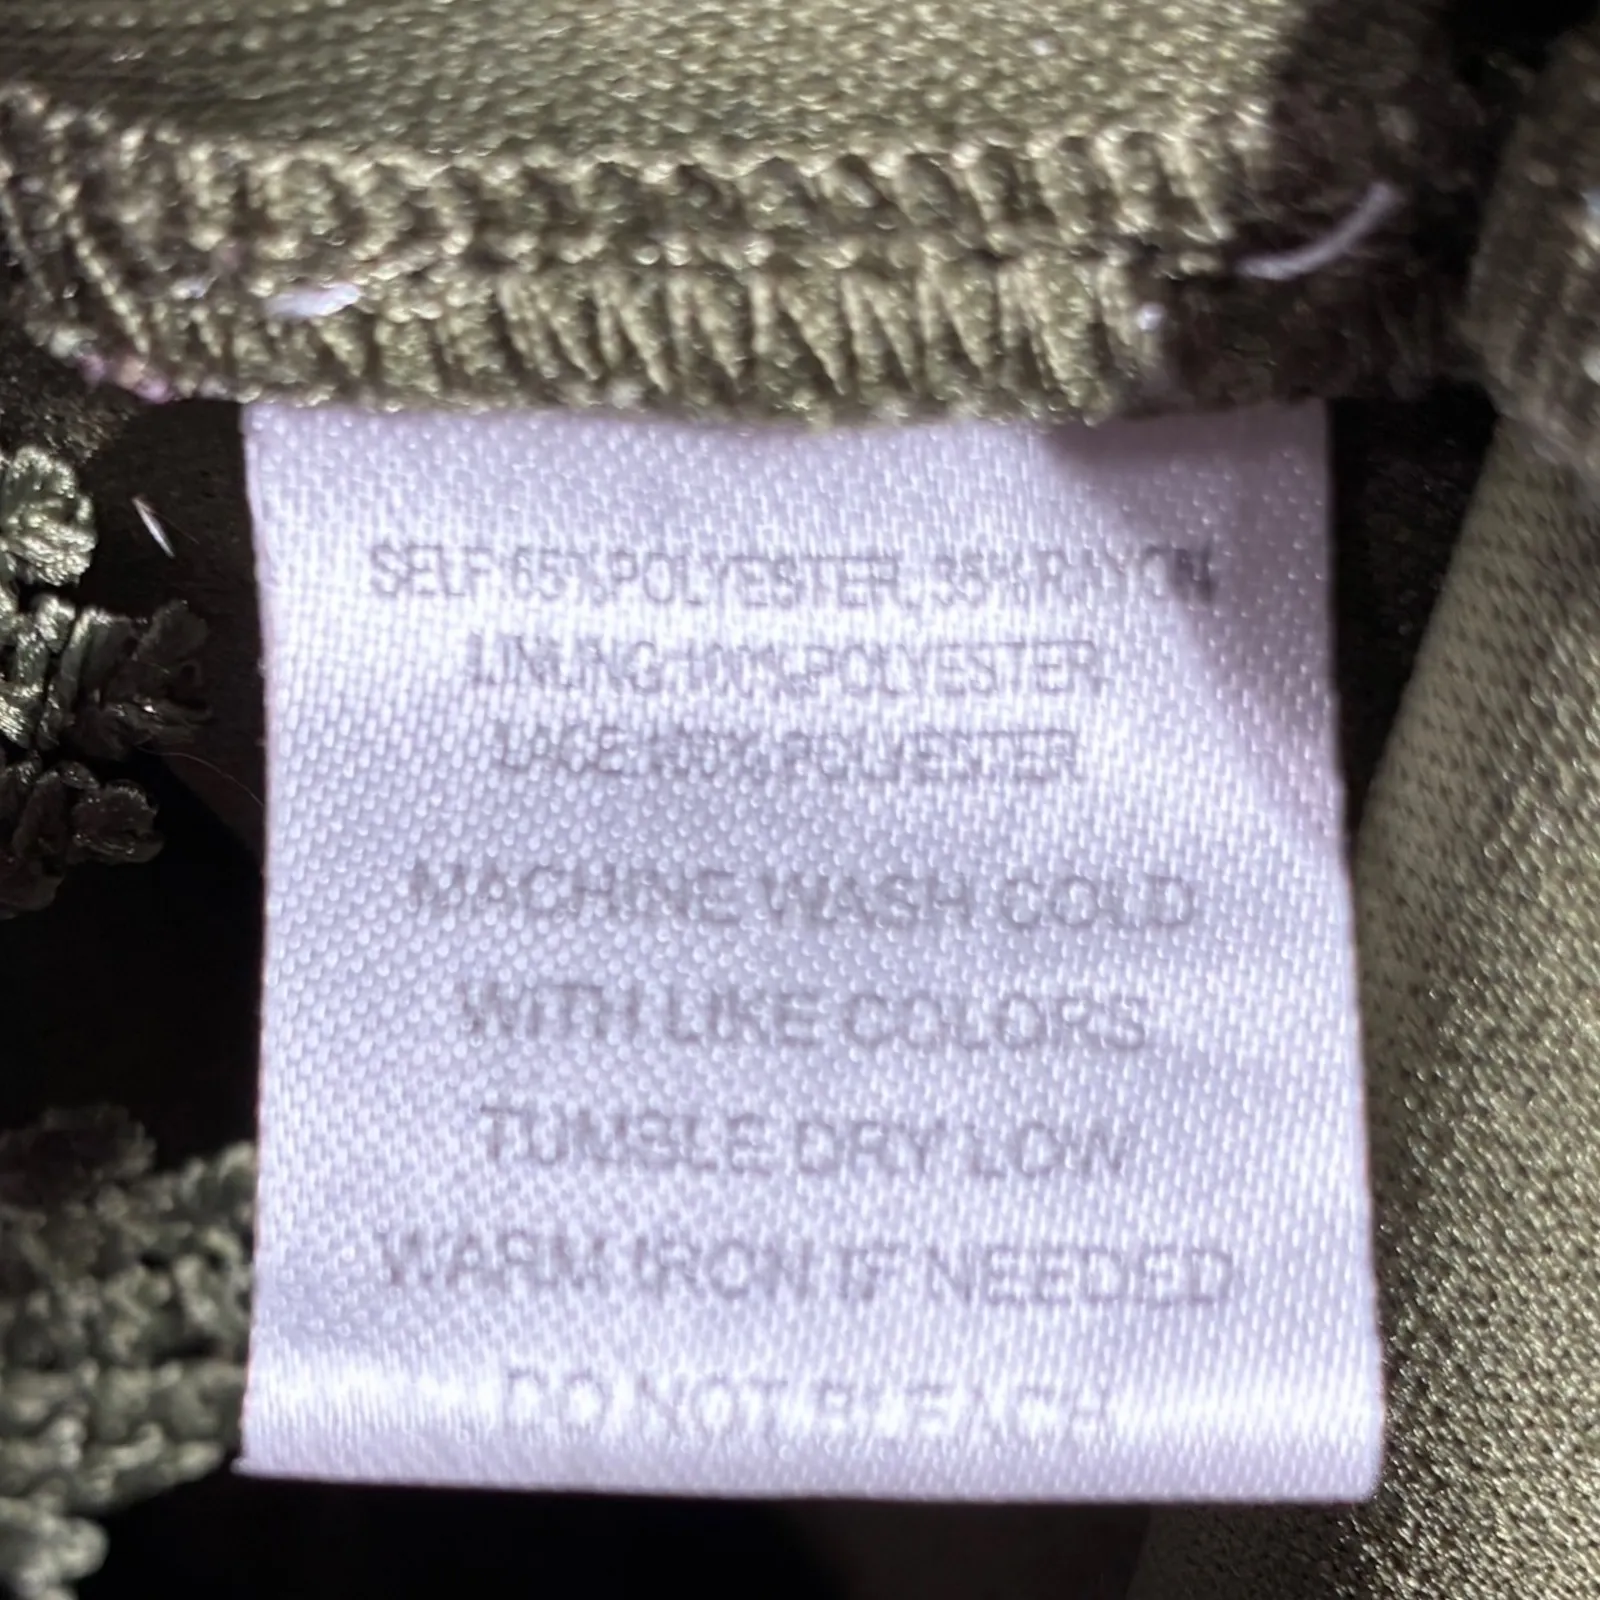 SELF:65%POLYESTER,35%RAYON
LINING:100%POLYESTER
LACE:100%POLYESTER
MACHINE WASH COLD
WITH LIKE COLORS
TUMBLE DRY LOW
WARM IRON IF NEEDED
DO NOT BLEACH